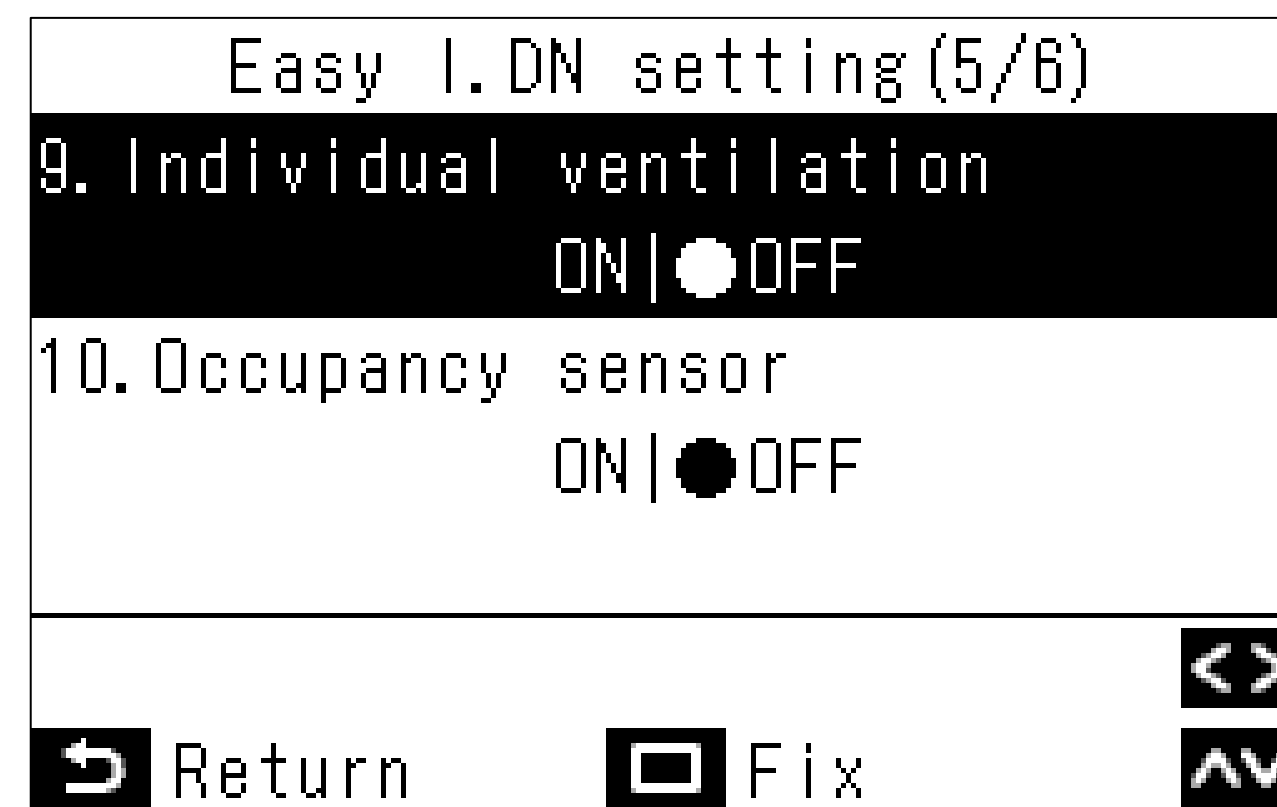 Easy I.DN setting(5/6)
9.Individual ventilation
ON|●OFF
10.Occupancy sensor
ON|●OFF
<>
Return Fix